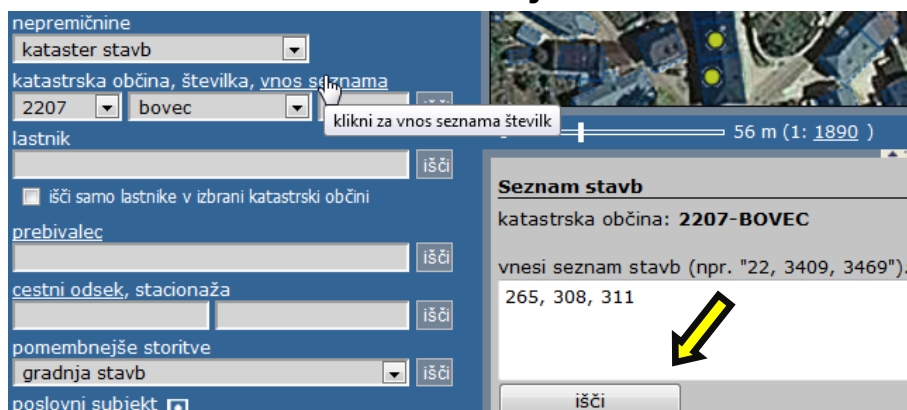 nepremičnine
kataster stavb
katastrska občina, številka, vnos seznama
2207 bovec
klikni za vnos seznama številk
lastnik
išči
išči samo lastnike v izbrani katastrski občini
prebivalec
išči
cestni odsek, stacionaža
išči
pomembnejše storitve
gradnja stavb išči
poslovni subjekt
56 m (1: 1890 )
Seznam stavb
katastrska občina: 2207-BOVEC
vnesi seznam stavb (npr. "22, 3409, 3469").
265, 308, 311
išči